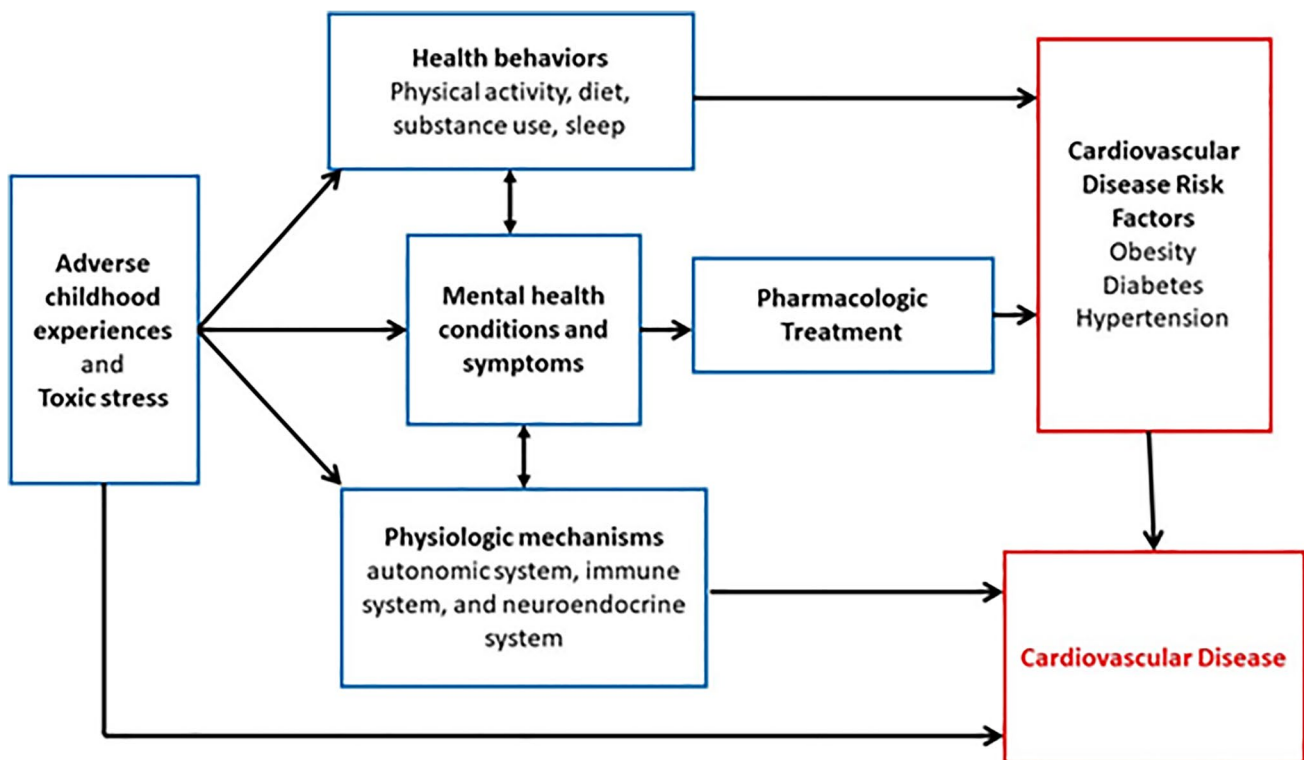 Health behaviors
Physical activity, diet,
substance use, sleep
Adverse
childhood
experiences
and
Toxic stress
Mental health
conditions and
symptoms
Pharmacologic
Treatment
Cardiovascular
Disease Risk
Factors
Obesity
Diabetes
Hypertension
Physiologic mechanisms
autonomic system, immune
system, and neuroendocrine
system
Cardiovascular Disease